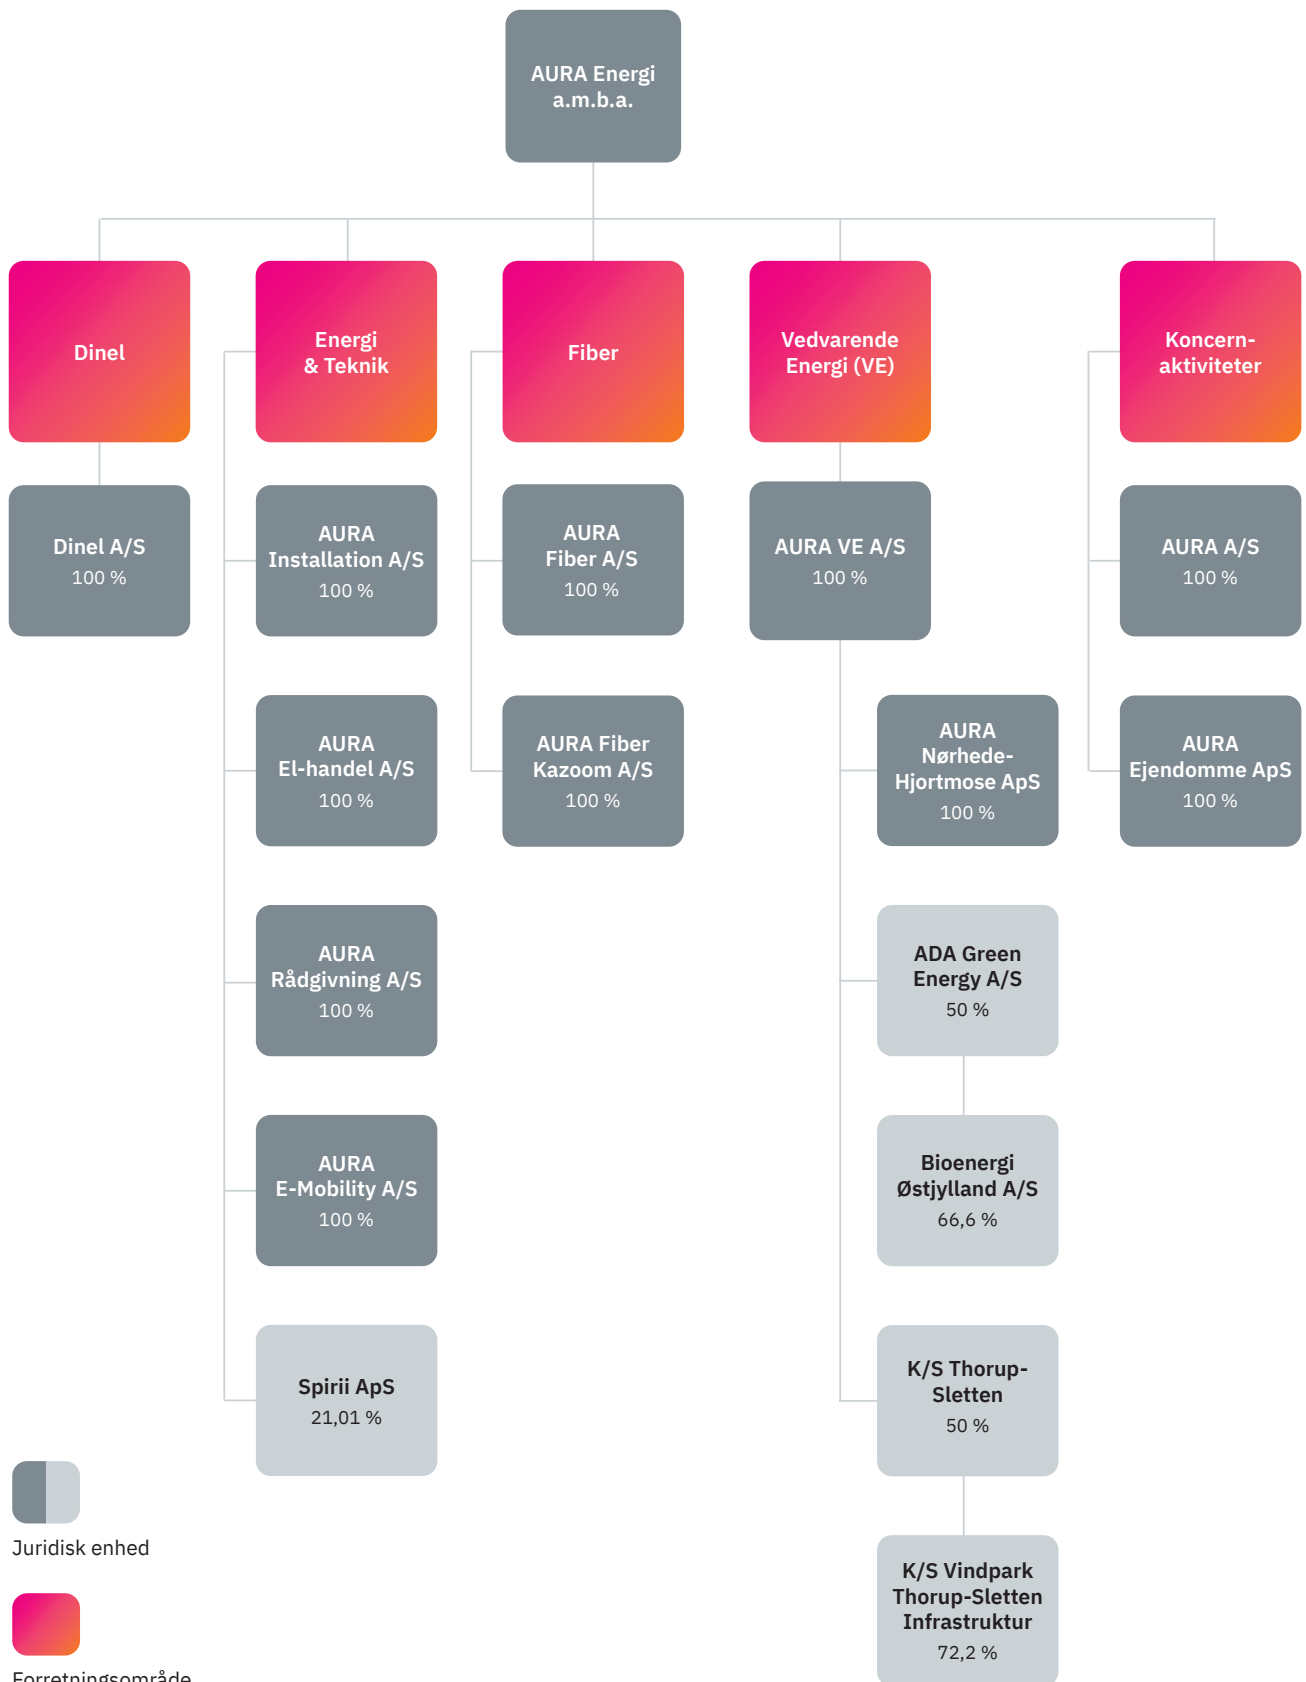 AURA Energi
a.m.b.a.
Dinel
Energi
& Teknik
Fiber
Vedvarende
Energi (VE)
Koncern-
aktiviteter
Dinel A/S
100 %
AURA
Installation A/S
100 %
AURA
Fiber A/S
100 %
AURA VE A/S
100 %
AURA A/S
100 %
AURA
El-handel A/S
100 %
AURA Fiber
Kazoom A/S
100 %
AURA
Nørhede-
Hjortmose ApS
100 %
AURA
Ejendomme ApS
100 %
AURA
Rådgivning A/S
100 %
ADA Green
Energy A/S
50 %
AURA
E-Mobility A/S
100 %
Bioenergi
Østjylland A/S
66,6 %
Spirii ApS
21,01 %
K/S Thorup-
Sletten
50 %
K/S Vindpark
Thorup-Sletten
Infrastruktur
72,2 %
Juridisk enhed
Forretningsområde